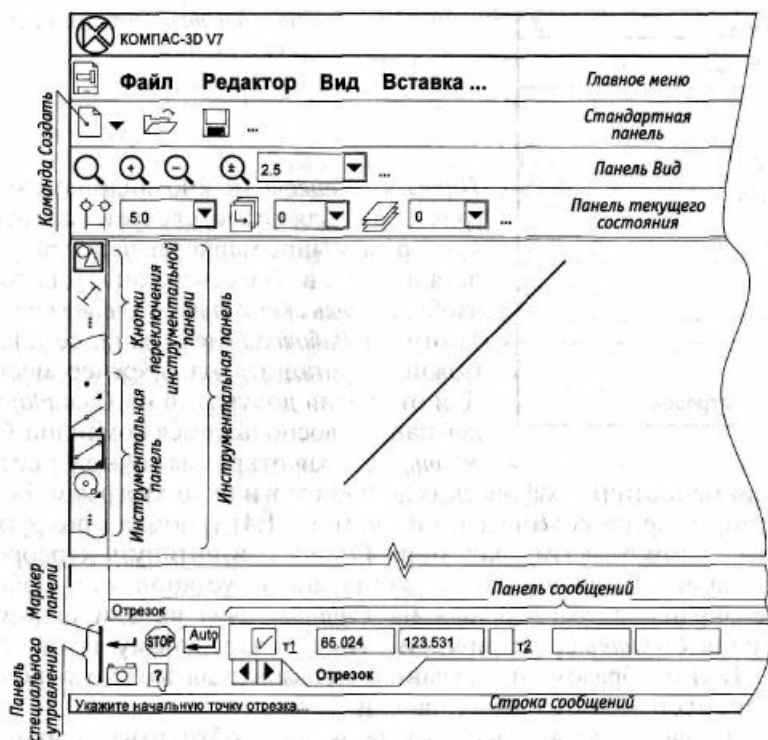 КОМПАС-3D V7
Файл Редактор Вид Вставка ...
Главное меню
Команда Создать
...
Стандартная
панель
2.5
...
Панель Вид
5.0
0
0
...
Панель текущего
состояния
...
Кнопки
переключения
инструментальной
панели
Инструментальная
панель
Инструментальная панель
...
Маркер
панели
Панель сообщений
Отрезок
STOP
Auto
т1
65.024
123.531
т2
Отрезок
Панель
специального
управления
Укажите начальную точку отрезка...
Строка сообщений